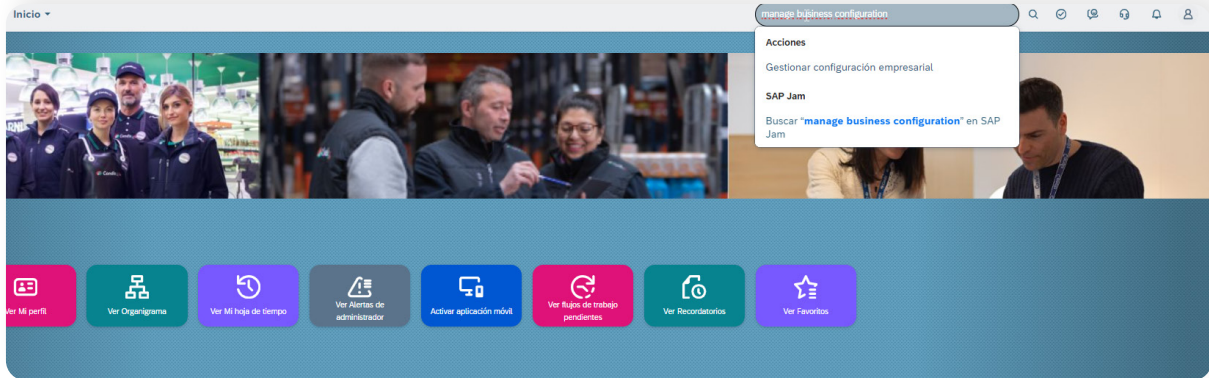 Inicio
manage business configuration
Acciones
Gestionar configuración empresarial
SAP Jam
Buscar “manage business configuration” en SAP
Jam
Ver Mi perfil
Ver Organigrama
Ver Mi hoja de tiempo
Ver Alertas de
administrador
Activar aplicación móvil
Ver flujos de trabajo
pendientes
Ver Recordatorios
Ver Favoritos